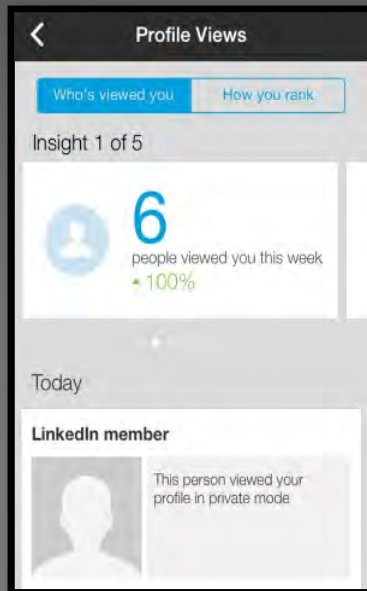 Profile Views
Who's viewed you
How you rank
Insight 1 of 5
6
people viewed you this week
100%
Today
LinkedIn member
This person viewed your
profile in private mode